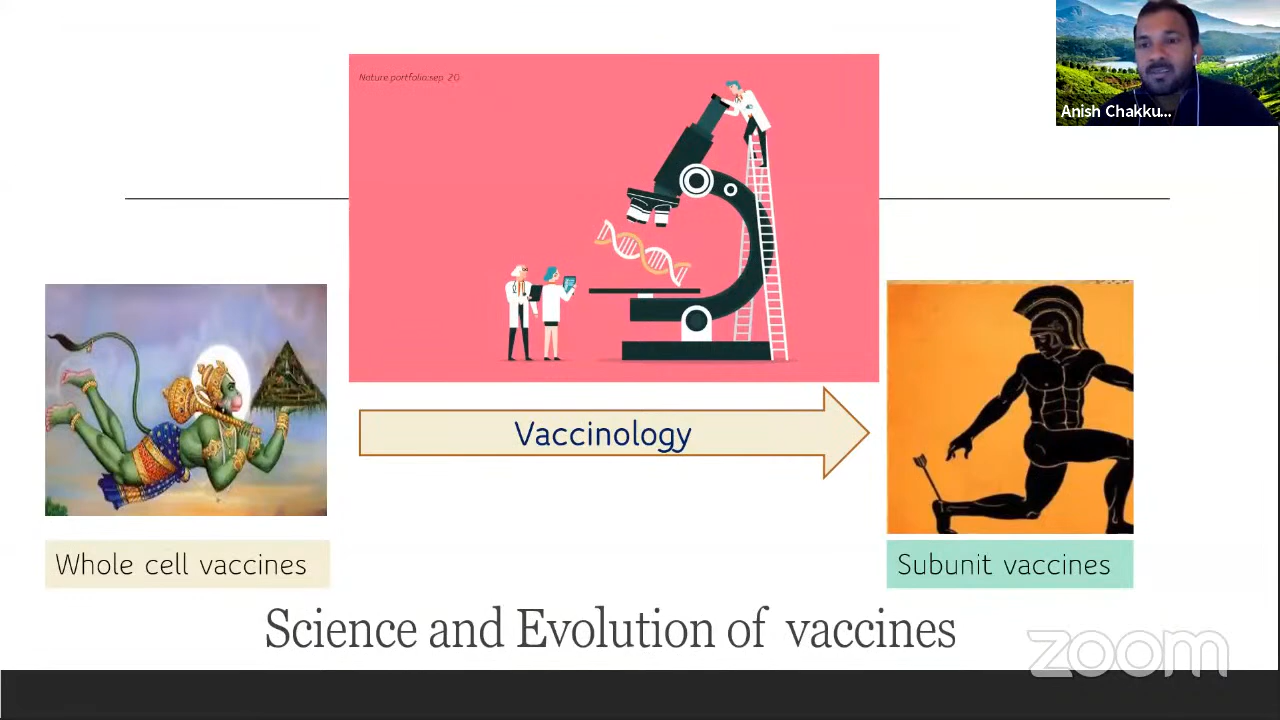 Nature portfolio:sep 20
Anish Chakku...
Vaccinology
Whole cell vaccines
Subunit vaccines
Science and Evolution of vaccines
zoom